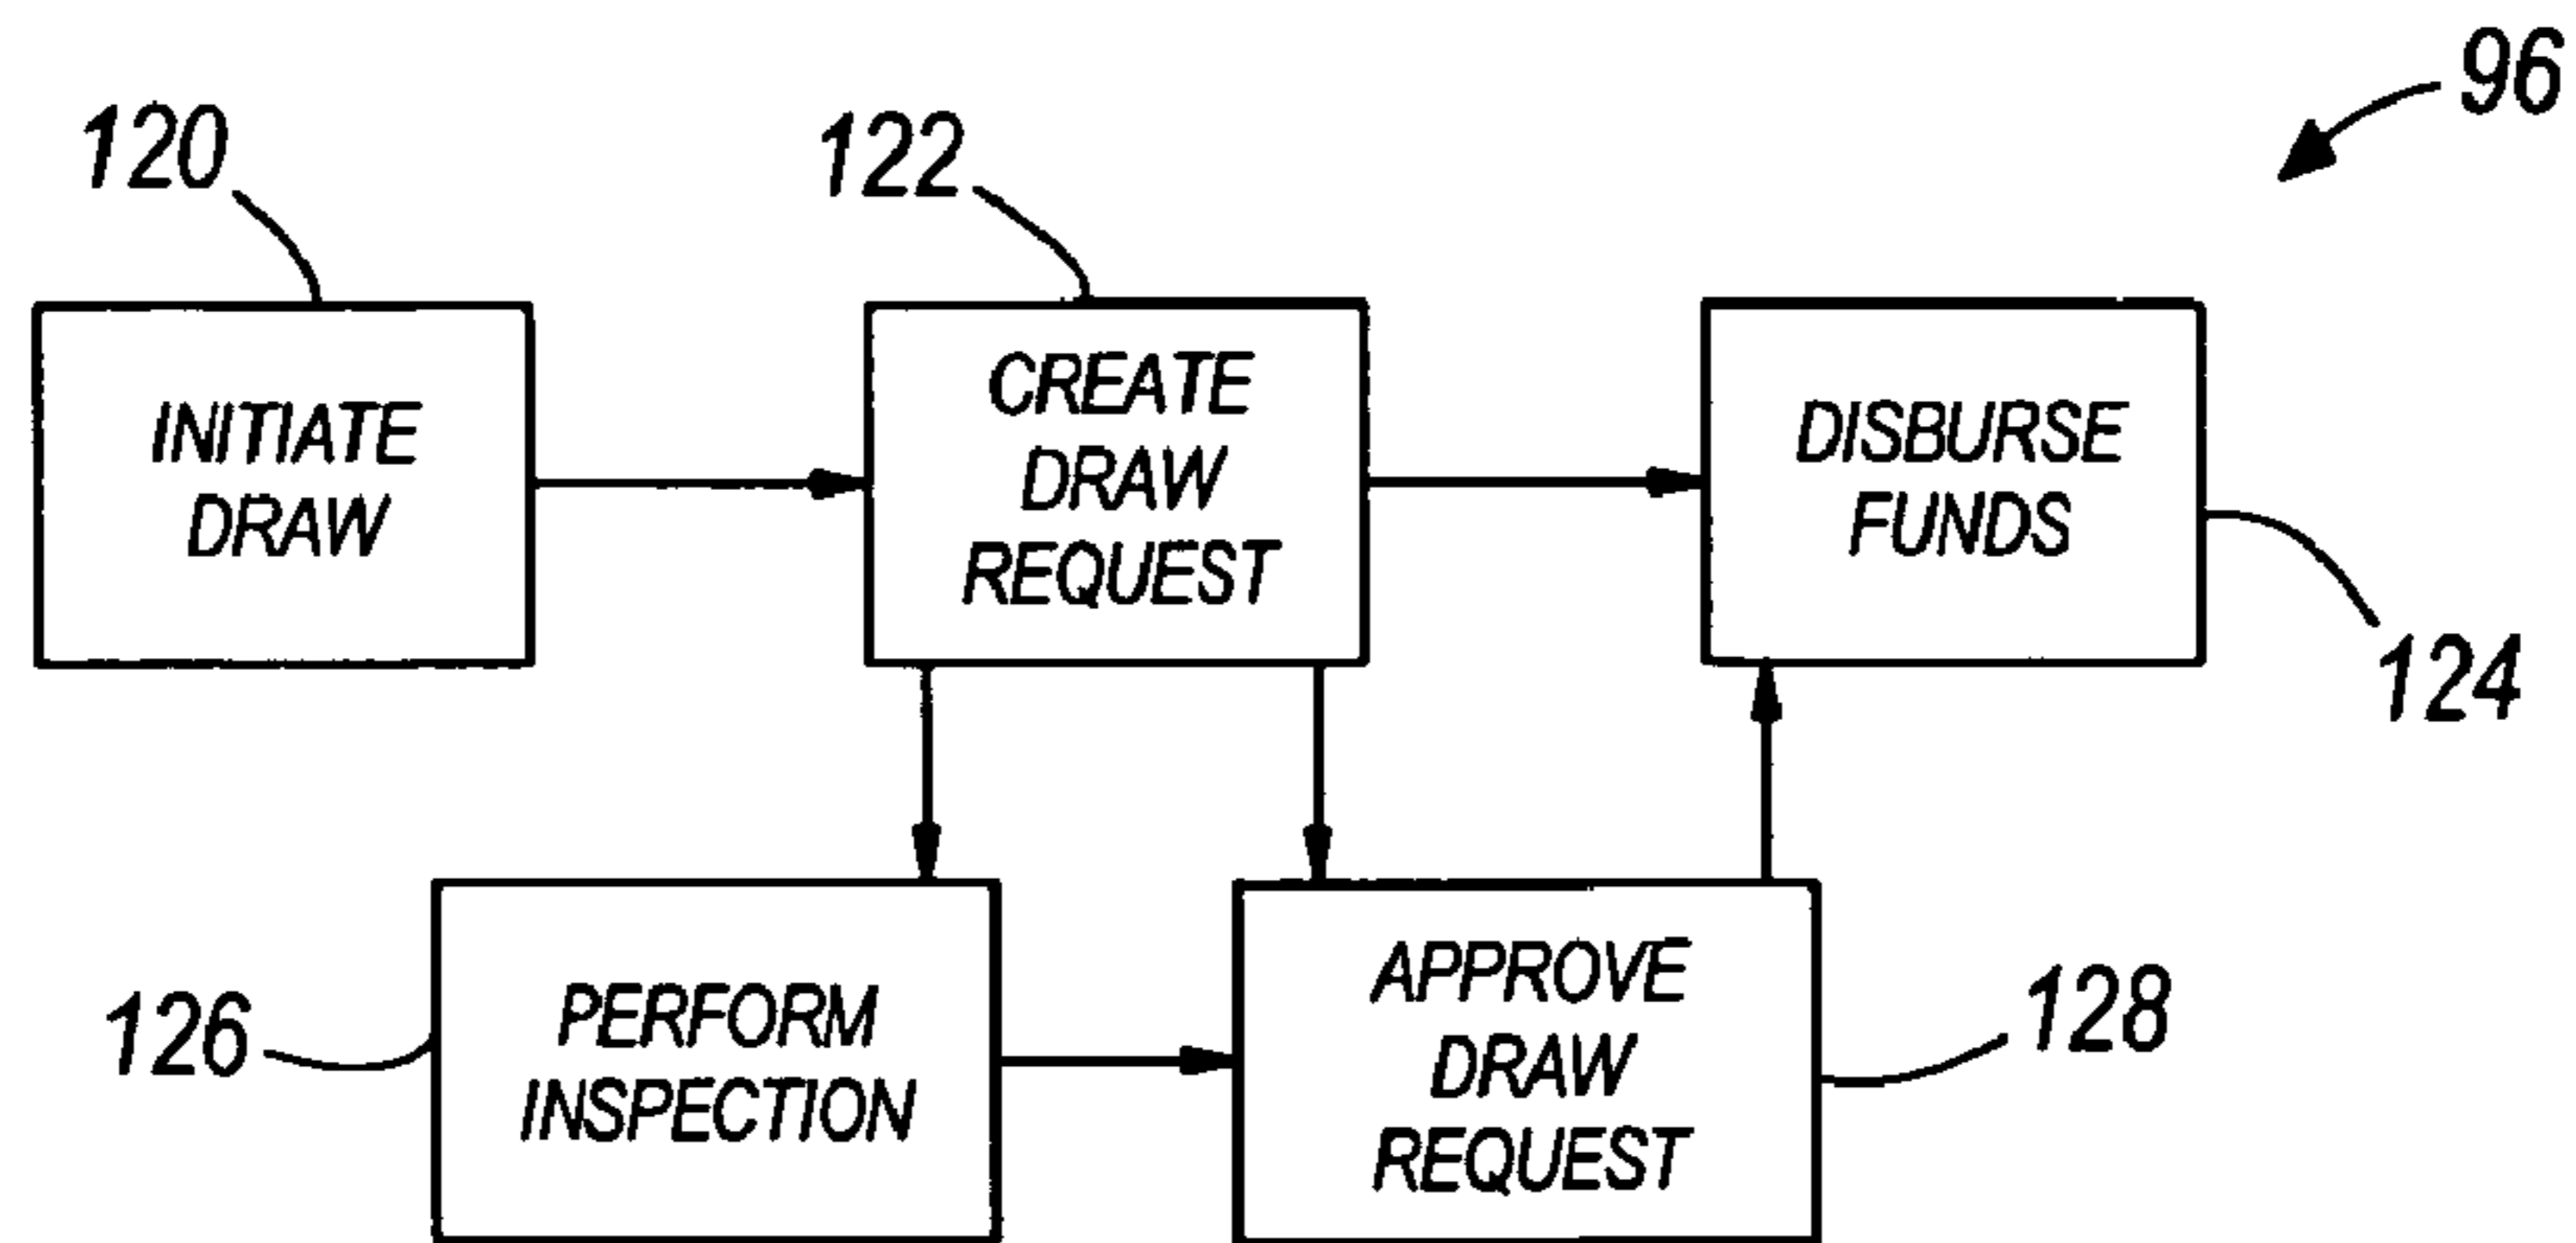 96
120
122
INITIATE
DRAW
CREATE
DRAW
REQUEST
DISBURSE
FUNDS
124
126
PERFORM
INSPECTION
APPROVE
DRAW
REQUEST
128